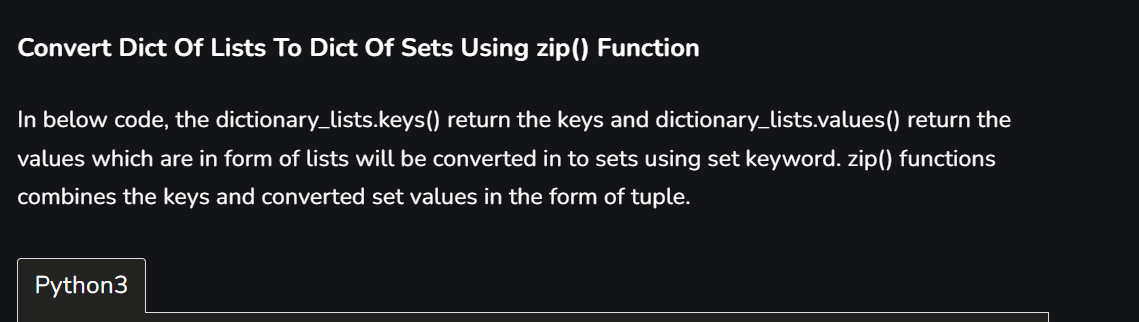 Convert Dict Of Lists To Dict Of Sets Using zip() Function
In below code, the dictionary_lists.keys() return the keys and dictionary_lists.values() return the
values which are in form of lists will be converted in to sets using set keyword. zip() functions
combines the keys and converted set values in the form of tuple.
Python3